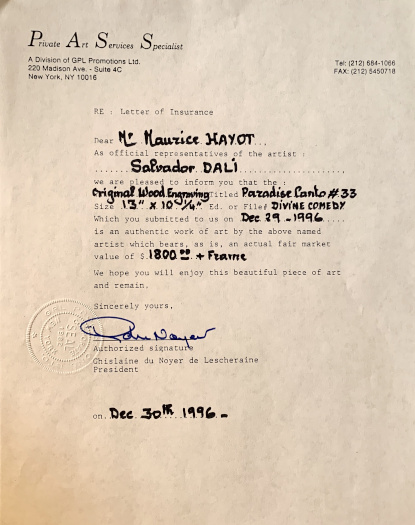 Private Art Services Specialist
A Division of GPL Promotions Ltd.
220 Madison Ave. - Suite 4C
New York, NY 10016
Tel: (212) 684-1066
FAX: (212) 5450718
RE : Letter of Insurance
Dear Mr Maurice HAYOT...
As official representatives of the artist :
......Salvador DALI......................,
we are pleased to inform you that the :
Original Wood Engraving Titled Paradise Canto #33
Size 13" x 10-1/4" Ed. or File# DIVINE COMEDY
Which you submitted to us on Dec 29-1996.....
is an authentic work of art by the above named
artist which bears, as is, an actual fair market
value of $.1800 00 + Frame
We hope you will enjoy this beautiful piece of art
and remain.
Sincerely yours,
Authorized signature
Ghislaine du Noyer de Lescheraine
President
on..Dec. 30th 1996-